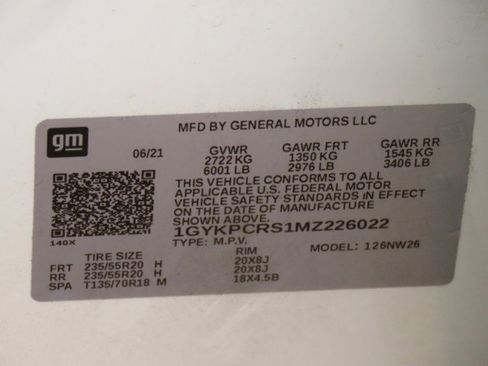 gm
MFD BY GENERAL MOTORS LLC
06/21 GVWR GAWR FRT GAWR RR
2722 KG 1350 KG 1545 KG
6001 LB 2976 LB 3406 LB
THIS VEHICLE CONFORMS TO ALL
APPLICABLE U.S. FEDERAL MOTOR
VEHICLE SAFETY STANDARDS IN EFFECT
ON THE DATE OF MANUFACTURE
SHOWN ABOVE.
1GYKPCRS1MZ226022
140X TYPE: M.P.V. MODEL: 126NW26
TIRE SIZE RIM
FRT 235/55R20 H 20X8J
RR 235/55R20 H 20X8J
SPA T135/70R18 M 18X4.5B